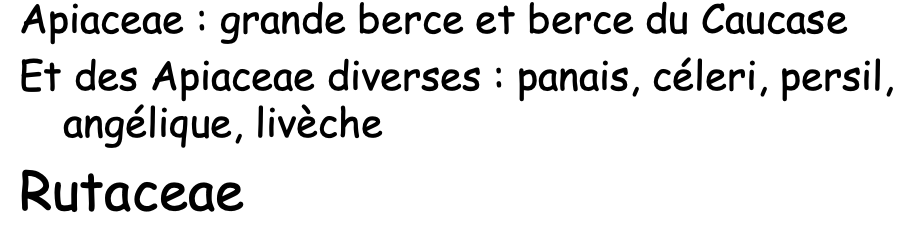 Apiaceae : grande berce et berce du Caucase
Et des Apiaceae diverses : panais, céleri, persil,
angélique, livèche
Rutaceae